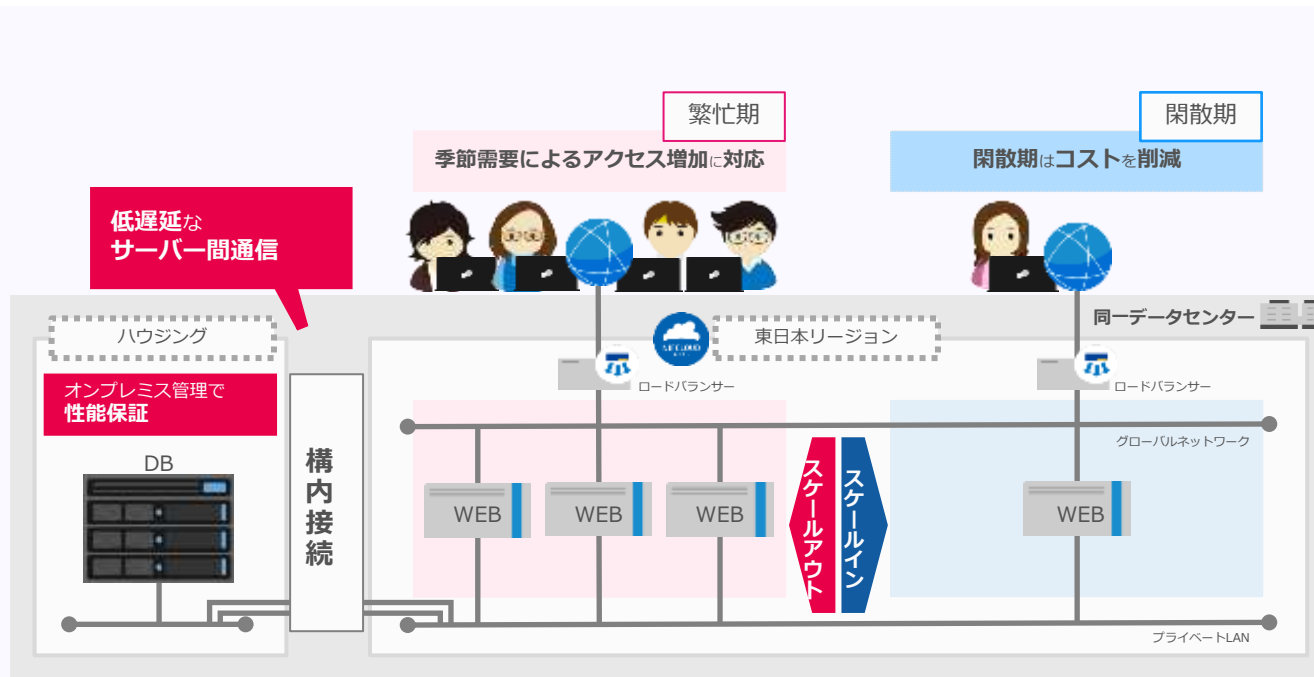 繁忙期
季節需要によるアクセス増加に対応
閑散期
閑散期はコストを削減
低遅延な
サーバー間通信
同一データセンター
ハウジング
オンプレミス管理で
性能保証
DB
構内接続
東日本リージョン
ロードバランサー
ロードバランサー
グローバルネットワーク
WEB
WEB
WEB
スケールアウト
スケールイン
WEB
プライベートLAN